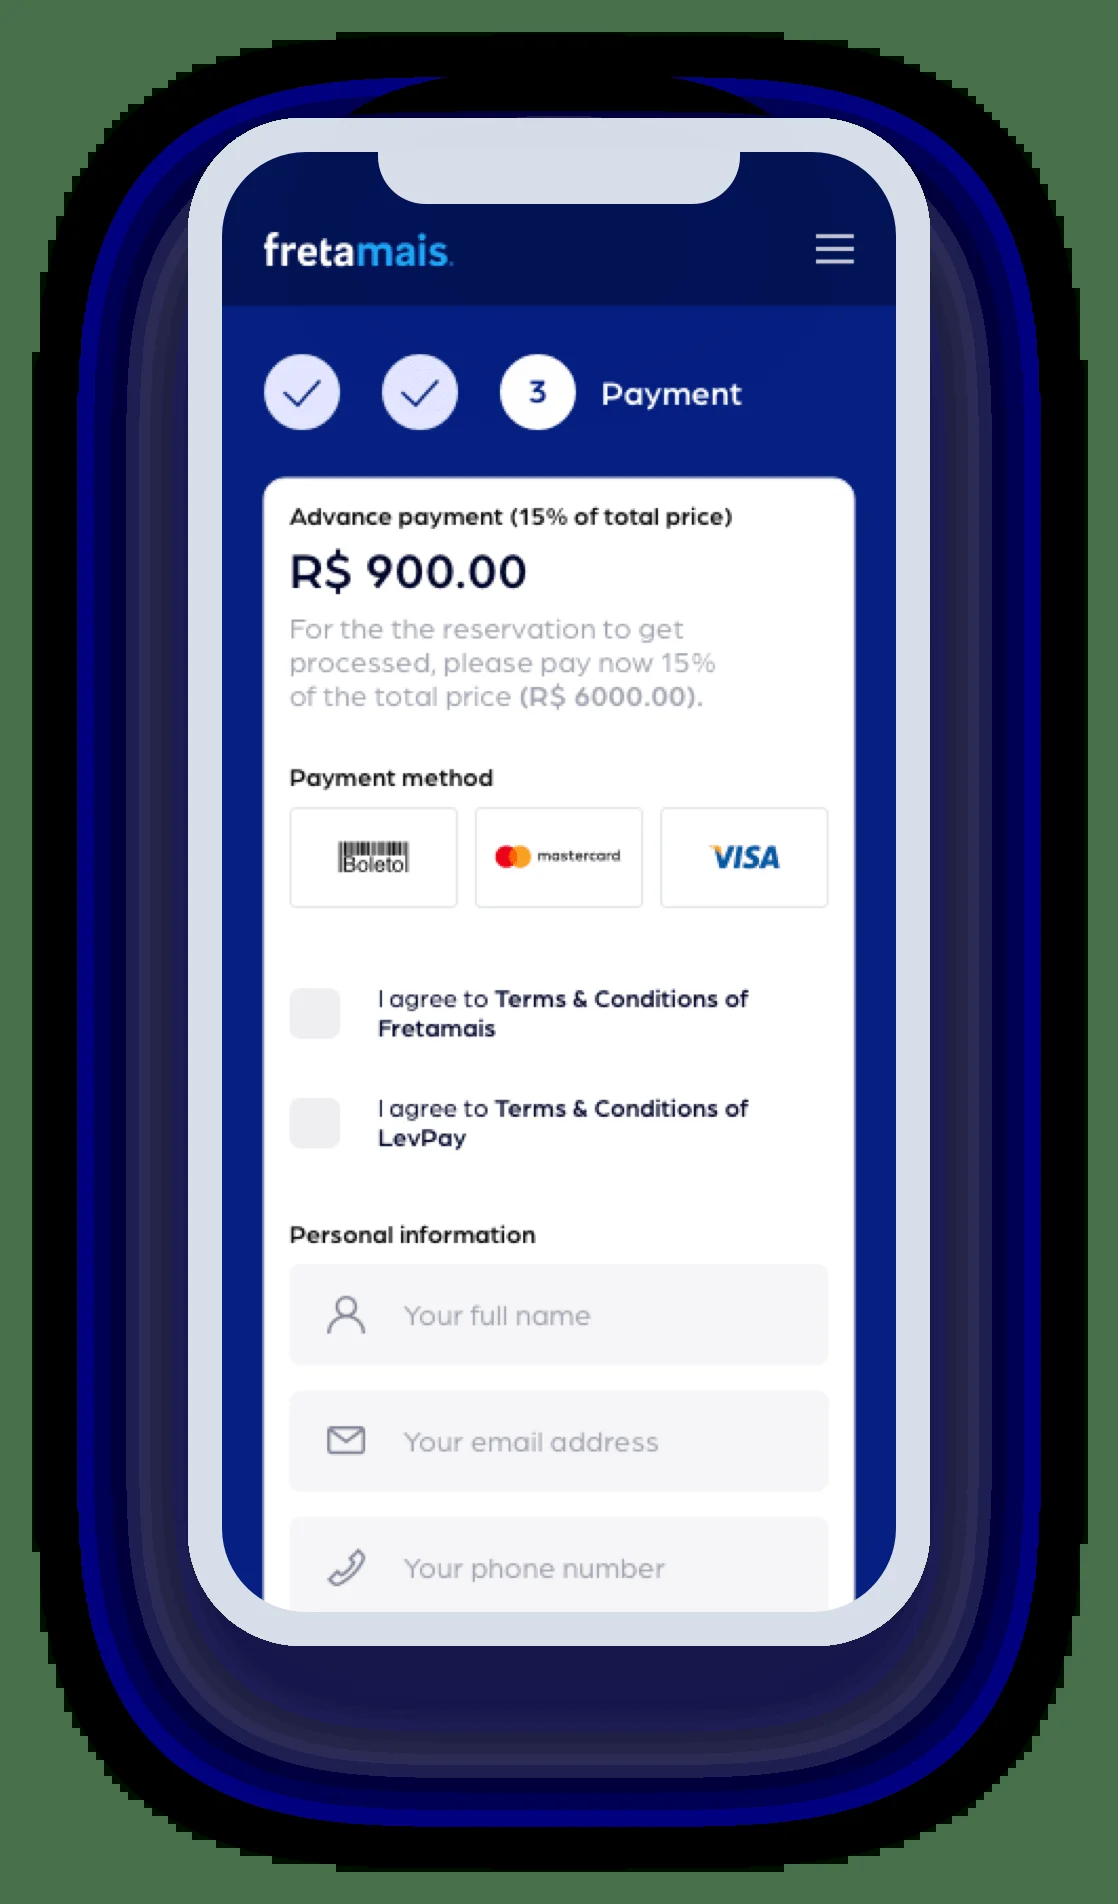 fretamais.
3 Payment
Advance payment (15% of total price)
R$ 900.00
For the the reservation to get
processed, please pay now 15%
of the total price (R$ 6000.00).
Payment method
Boleto mastercard VISA
I agree to Terms & Conditions of
Fretamais
I agree to Terms & Conditions of
LevPay
Personal information
Your full name
Your email address
Your phone number